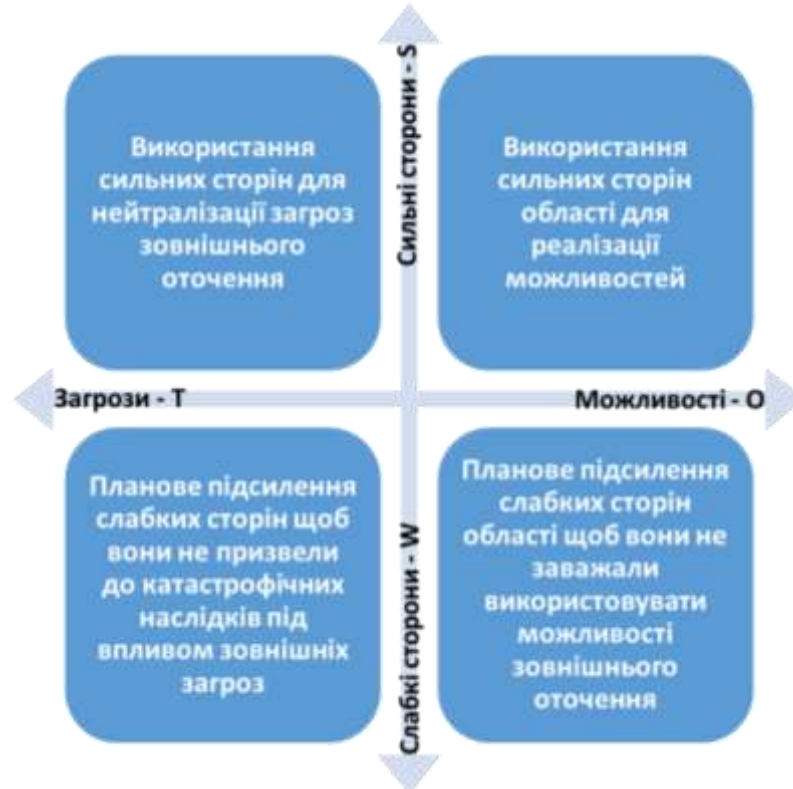 Сильні сторони - S
Використання
сильних сторін для
нейтралізації загроз
зовнішнього
оточення
Використання
сильних сторін
області для
реалізації
можливостей
Загрози - T
Можливості - O
Планове підсилення
слабких сторін щоб
вони не призвели
до катастрофічних
наслідків під
впливом зовнішніх
загроз
Слабкі сторони - W
Планове підсилення
слабких сторін
області щоб вони не
заважали
використовувати
можливості
зовнішнього
оточення